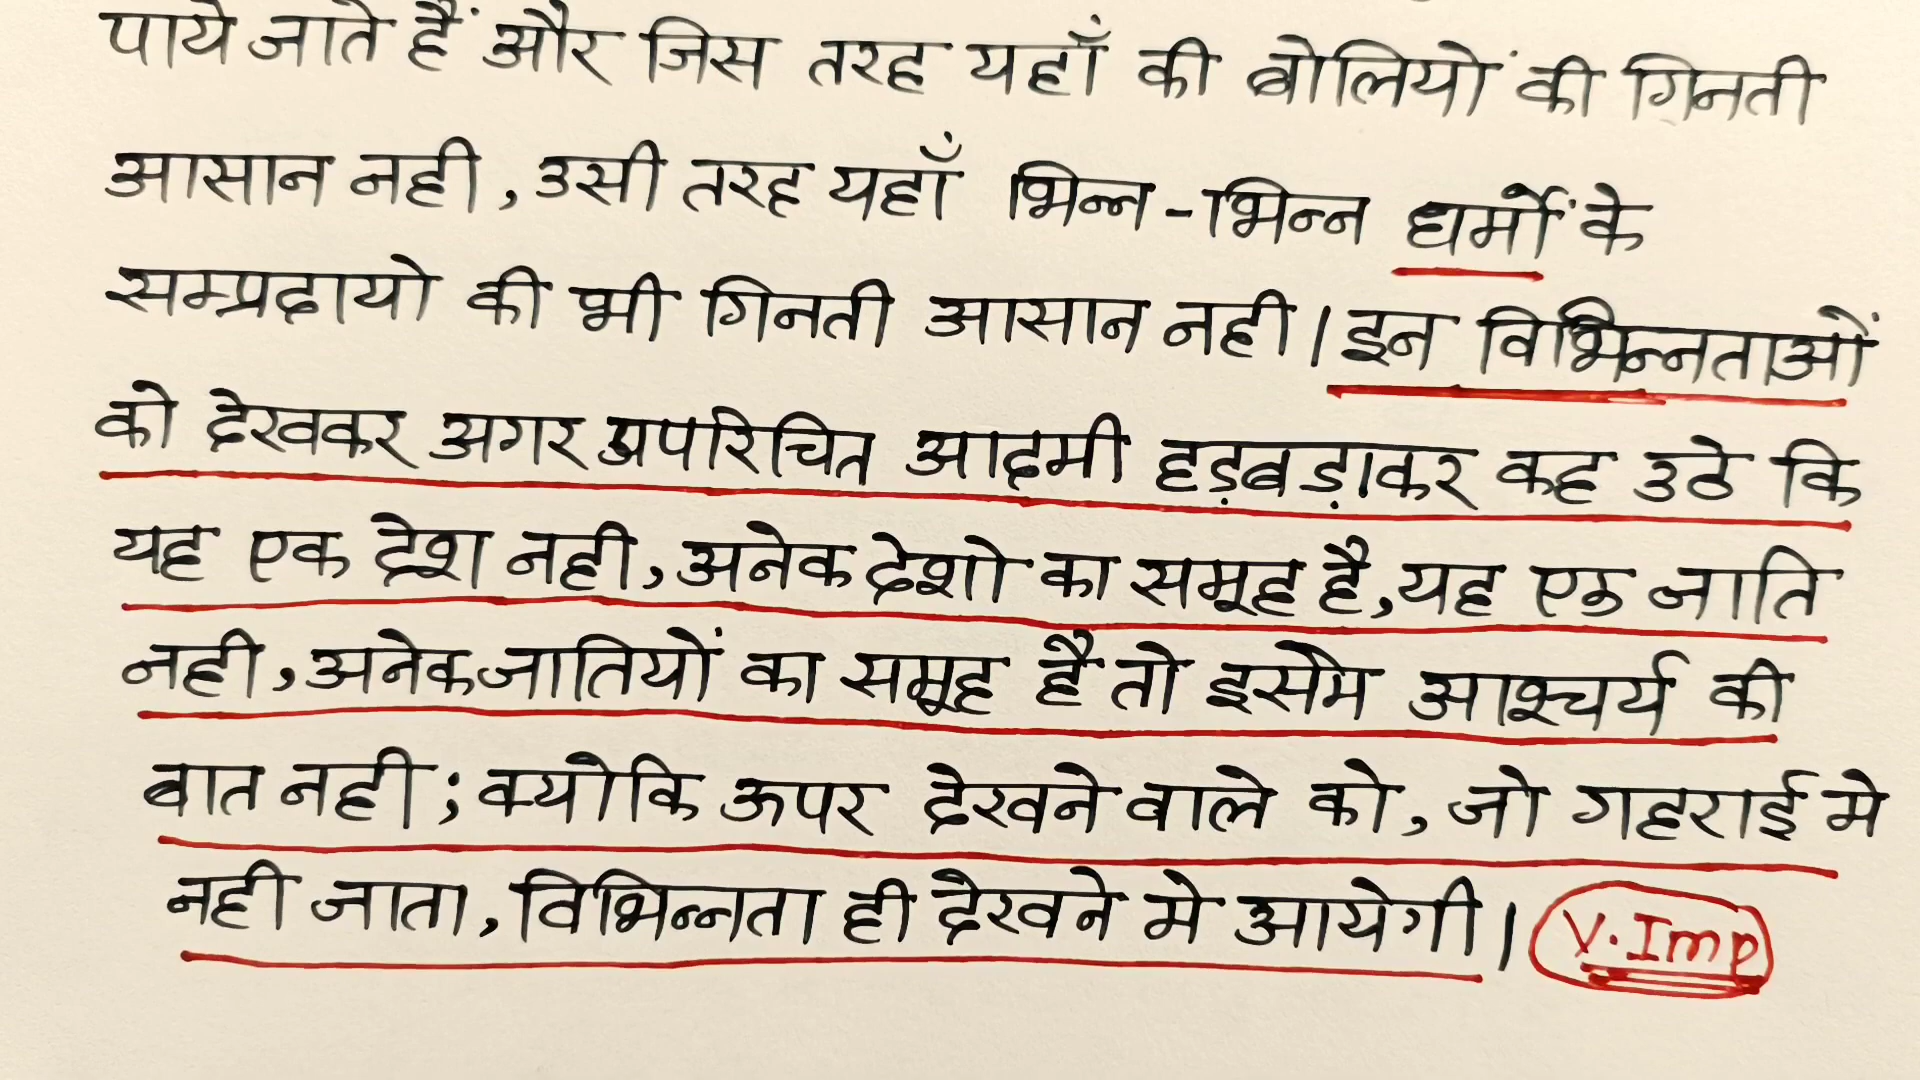 पाये जाते हैं और जिस तरह यहाँ की बोलियों की गिनती
आसान नही, उसी तरह यहाँ भिन्न-भिन्न धर्मों के
सम्प्रदायो की भी गिनती आसान नही। इन विभिन्नताओं
को देखकर अगर अपरिचित आदमी हड़बड़ाकर कह उठे कि
यह एक देश नही, अनेक देशो का समूह है, यह एक जाति
नही, अनेक जातियों का समूह है तो इसेम आश्चर्य की
बात नही; क्योकि ऊपर देखने वाले को, जो गहराई मे
नही जाता, विभिन्नता ही देखने मे आयेगी। V. Imp